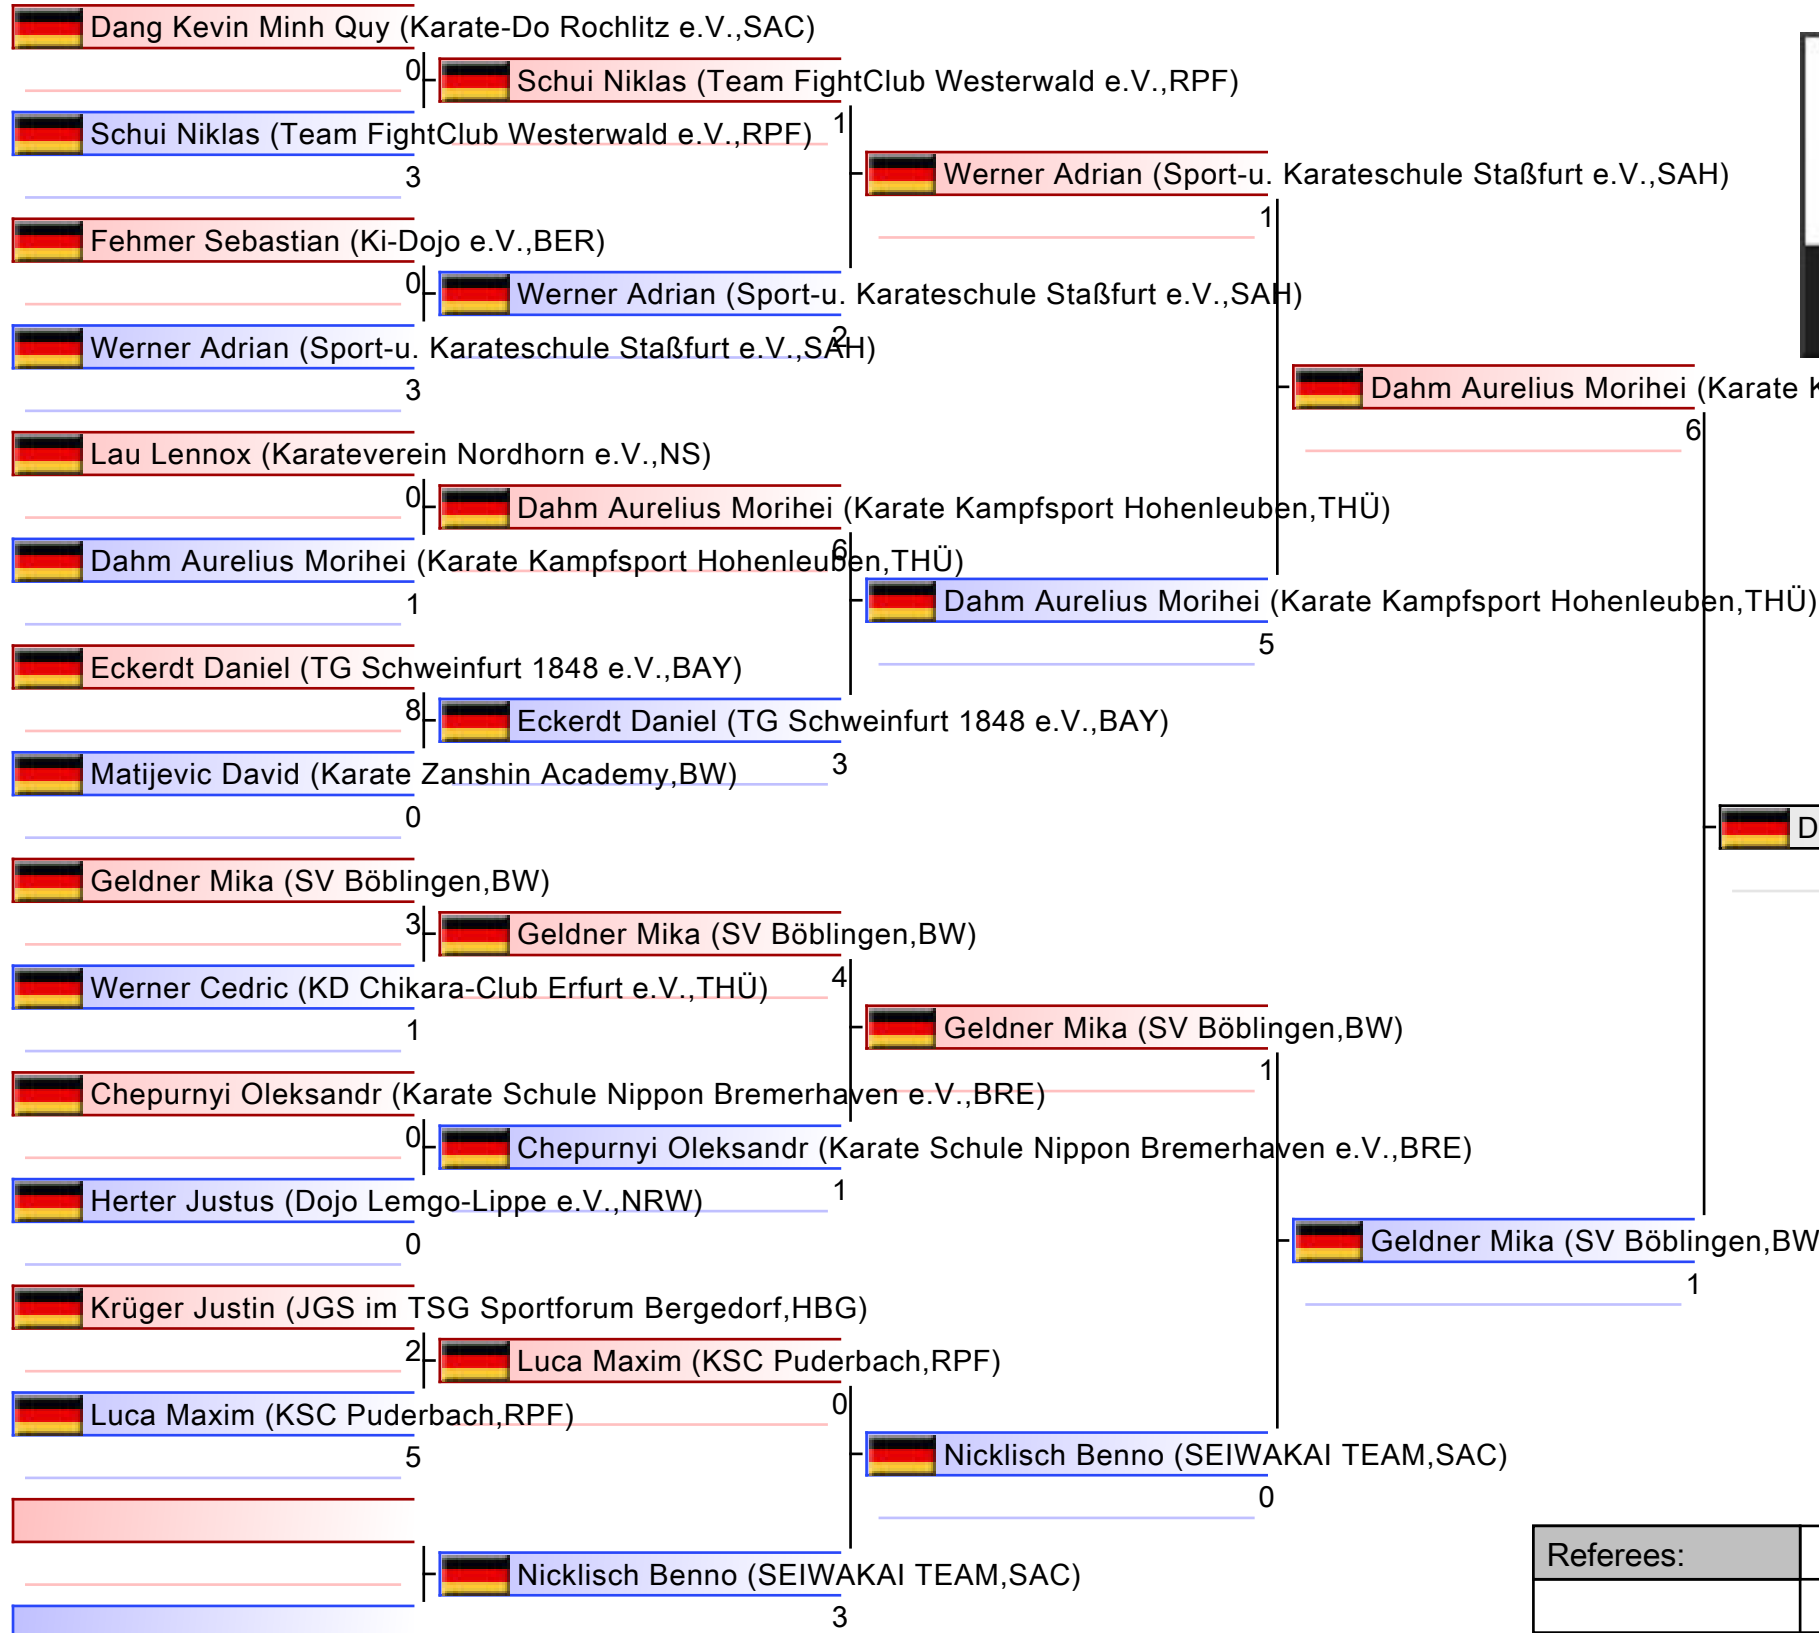 Dang Kevin Minh Quy (Karate-Do Rochlitz e.V.,SAC)
0
Schui Niklas (Team FightClub Westerwald e.V.,RPF)
Schui Niklas (Team FightClub Westerwald e.V.,RPF)
1
3
Werner Adrian (Sport-u. Karateschule Staßfurt e.V.,SAH)
1
Fehmer Sebastian (Ki-Dojo e.V.,BER)
0
Werner Adrian (Sport-u. Karateschule Staßfurt e.V.,SAH)
2
Werner Adrian (Sport-u. Karateschule Staßfurt e.V.,SAH)
3
Dahm Aurelius Morihei (Karate K
6
Lau Lennox (Karateverein Nordhorn e.V.,NS)
0
Dahm Aurelius Morihei (Karate Kampfsport Hohenleuben,THÜ)
6
Dahm Aurelius Morihei (Karate Kampfsport Hohenleuben,THÜ)
1
Dahm Aurelius Morihei (Karate Kampfsport Hohenleuben,THÜ)
5
Eckerdt Daniel (TG Schweinfurt 1848 e.V.,BAY)
8
Eckerdt Daniel (TG Schweinfurt 1848 e.V.,BAY)
3
Matijevic David (Karate Zanshin Academy,BW)
0
D
Geldner Mika (SV Böblingen,BW)
3
Geldner Mika (SV Böblingen,BW)
4
Werner Cedric (KD Chikara-Club Erfurt e.V.,THÜ)
1
Geldner Mika (SV Böblingen,BW)
1
Chepurnyi Oleksandr (Karate Schule Nippon Bremerhaven e.V.,BRE)
0
Chepurnyi Oleksandr (Karate Schule Nippon Bremerhaven e.V.,BRE)
1
Herter Justus (Dojo Lemgo-Lippe e.V.,NRW)
0
Geldner Mika (SV Böblingen,BW
1
Krüger Justin (JGS im TSG Sportforum Bergedorf,HBG)
2
Luca Maxim (KSC Puderbach,RPF)
0
Luca Maxim (KSC Puderbach,RPF)
5
Nicklisch Benno (SEIWAKAI TEAM,SAC)
0
Nicklisch Benno (SEIWAKAI TEAM,SAC)
3
Referees: